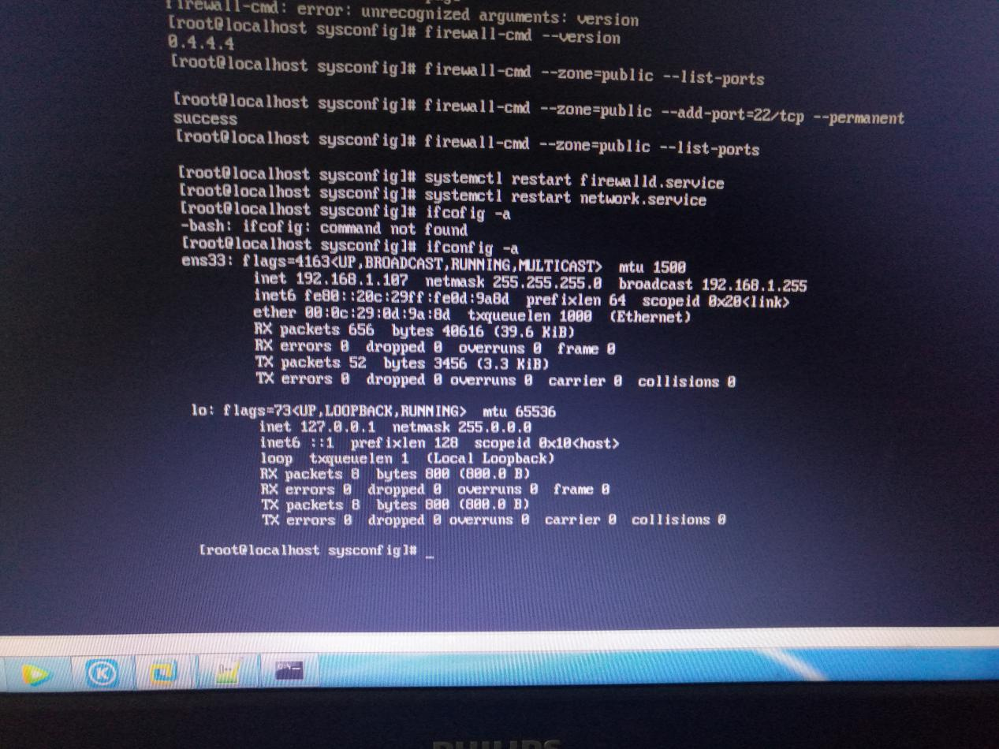 firewall-cmd: error: unrecognized arguments: version
[root@localhost sysconfig]# firewall-cmd --version
0.4.4.4
[root@localhost sysconfig]# firewall-cmd --zone=public --list-ports
[root@localhost sysconfig]# firewall-cmd --zone=public --add-port=22/tcp --permanent
success
[root@localhost sysconfig]# firewall-cmd --zone=public --list-ports
[root@localhost sysconfig]# systemctl restart firewalld.service
[root@localhost sysconfig]# systemctl restart network.service
[root@localhost sysconfig]# ifcofig -a
-bash: ifcofig: command not found
[root@localhost sysconfig]# ifconfig -a
ens33: flags=4163<UP,BROADCAST,RUNNING,MULTICAST> mtu 1500
inet 192.168.1.107 netmask 255.255.255.0 broadcast 192.168.1.255
inet6 fe80::20c:29ff:fe0d:9a8d prefixlen 64 scopeid 0x20<link>
ether 00:0c:29:0d:9a:8d txqueuelen 1000 (Ethernet)
RX packets 656 bytes 40616 (39.6 KiB)
RX errors 0 dropped 0 overruns 0 frame 0
TX packets 52 bytes 3456 (3.3 KiB)
TX errors 0 dropped 0 overruns 0 carrier 0 collisions 0
lo: flags=73<UP,LOOPBACK,RUNNING> mtu 65536
inet 127.0.0.1 netmask 255.0.0.0
inet6 ::1 prefixlen 128 scopeid 0x10<host>
loop txqueuelen 1 (Local Loopback)
RX packets 8 bytes 800 (800.0 B)
RX errors 0 dropped 0 overruns 0 frame 0
TX packets 8 bytes 800 (800.0 B)
TX errors 0 dropped 0 overruns 0 carrier 0 collisions 0
[root@localhost sysconfig]# _
K
PHILIPS